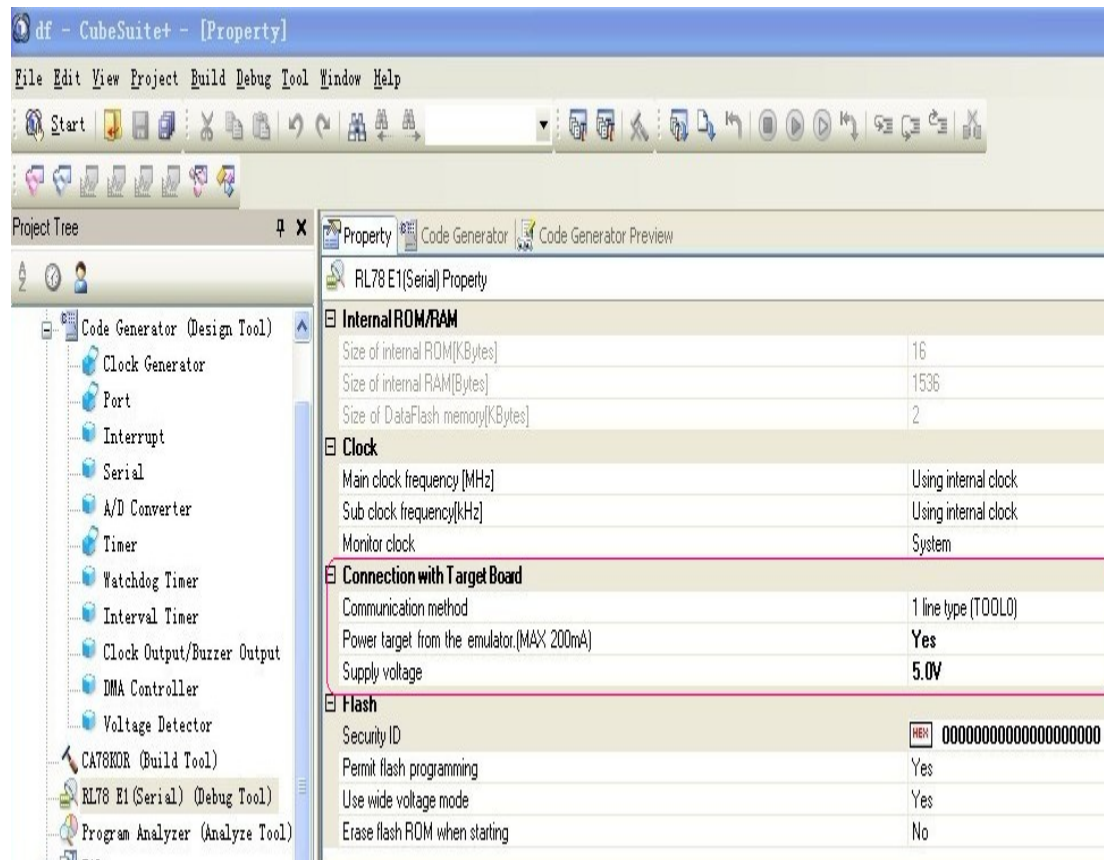 df - CubeSuite+ - [Property]
File Edit View Project Build Debug Tool Window Help
Start
Project Tree
Property Code Generator Code Generator Preview
RL78 E1(Serial) Property
Code Generator (Design Tool)
Clock Generator
Port
Interrupt
Serial
A/D Converter
Timer
Watchdog Timer
Interval Timer
Clock Output/Buzzer Output
DMA Controller
Voltage Detector
CA78K0R (Build Tool)
RL78 E1(Serial) (Debug Tool)
Program Analyzer (Analyze Tool)
Internal ROM/RAM
Size of internal ROM[KBytes] 16
Size of internal RAM[Bytes] 1536
Size of DataFlash memory[KBytes] 2
Clock
Main clock frequency [MHz] Using internal clock
Sub clock frequency[kHz] Using internal clock
Monitor clock System
Connection with Target Board
Communication method 1 line type (TOOL0)
Power target from the emulator.(MAX 200mA) Yes
Supply voltage 5.0V
Flash
Security ID HEX 00000000000000000000
Permit flash programming Yes
Use wide voltage mode Yes
Erase flash ROM when starting No